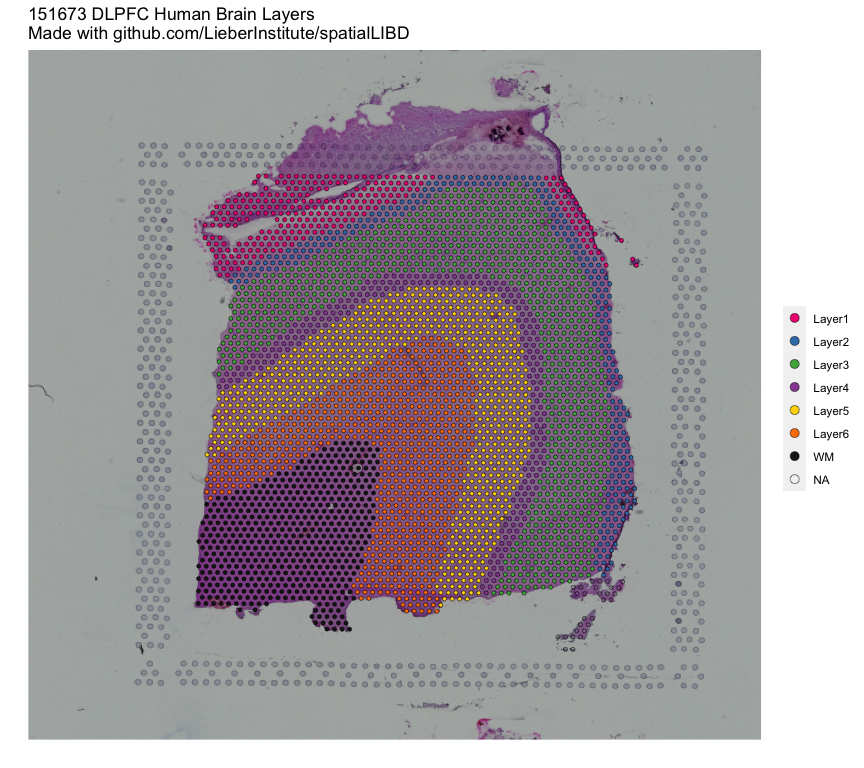 151673 DLPFC Human Brain Layers
Made with github.com/LieberInstitute/spatialLIBD
Layer1
Layer2
Layer3
Layer4
Layer5
Layer6
WM
NA